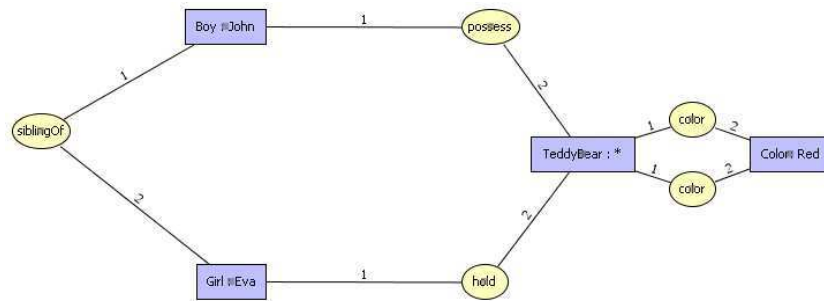 Boy : John
1
possess
1
2
siblingOf
1
color
2
TeddyBear : *
Color : Red
1
color
2
2
2
Girl : Eva
1
hold